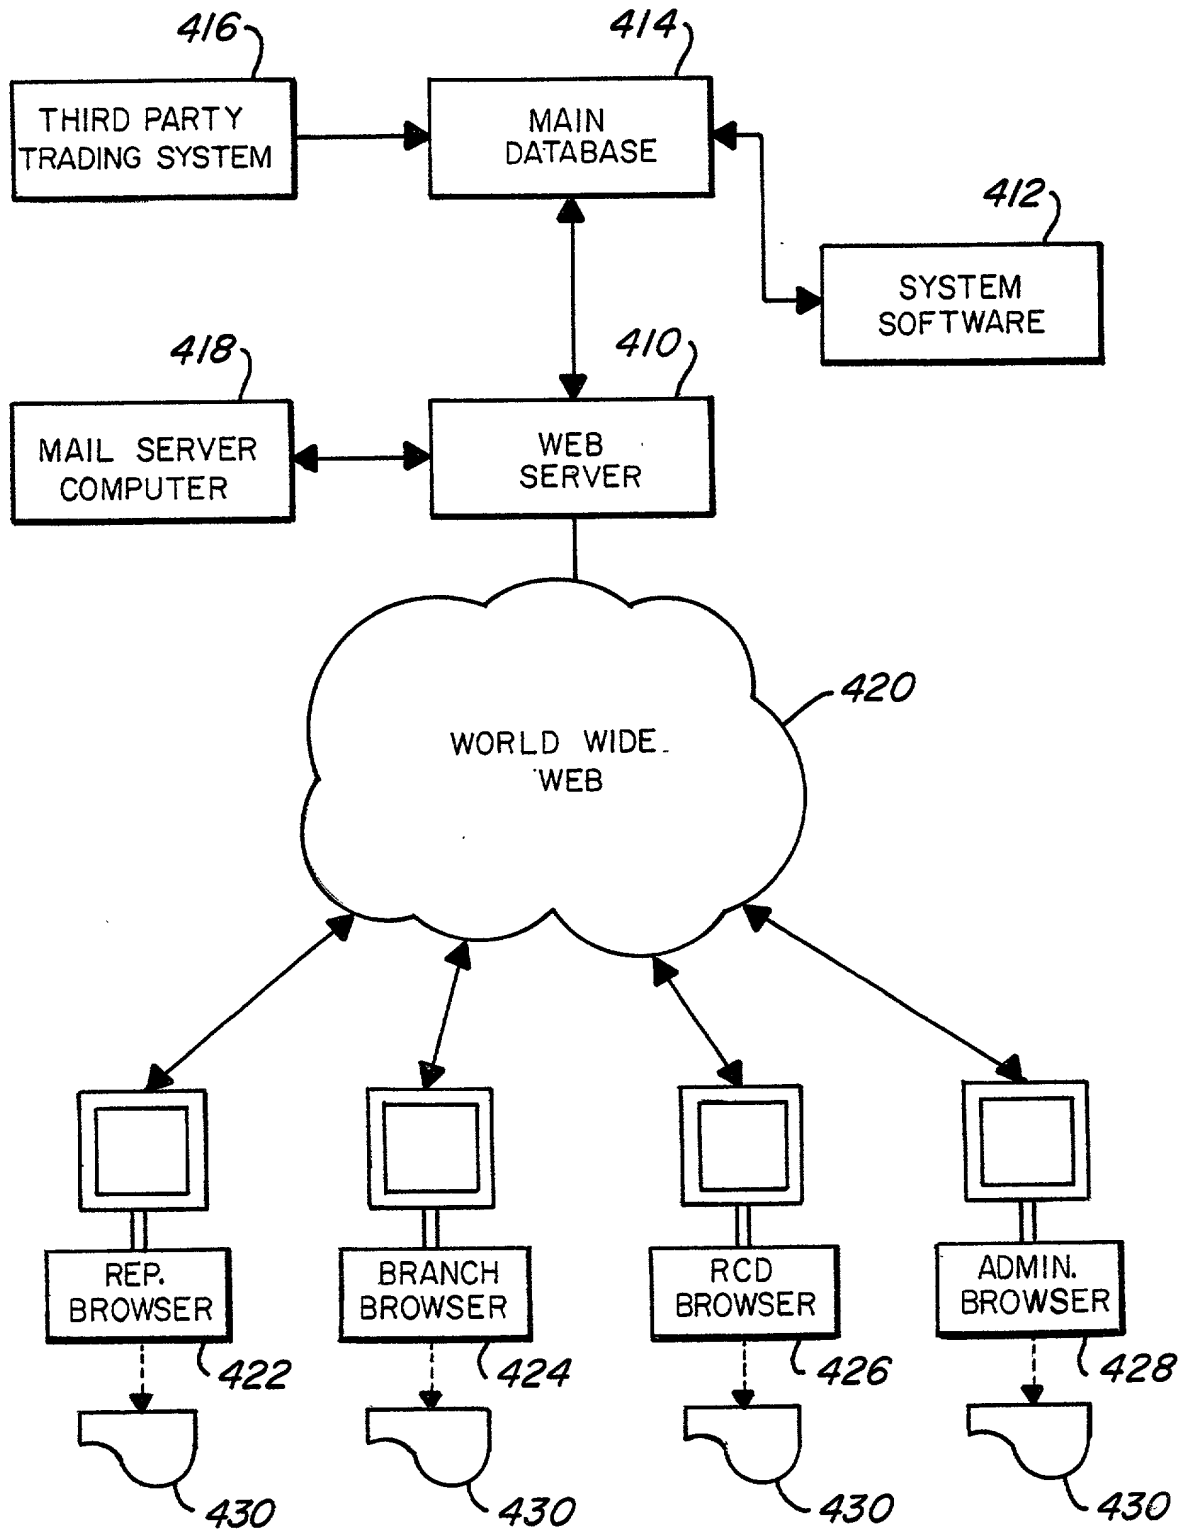 416
414
THIRD PARTY
TRADING SYSTEM
MAIN
DATABASE
412
SYSTEM
SOFTWARE
418
410
MAIL SERVER
COMPUTER
WEB
SERVER
420
WORLD WIDE
WEB
REP.
BROWSER
BRANCH
BROWSER
RCD
BROWSER
ADMIN.
BROWSER
422
424
426
428
430
430
430
430